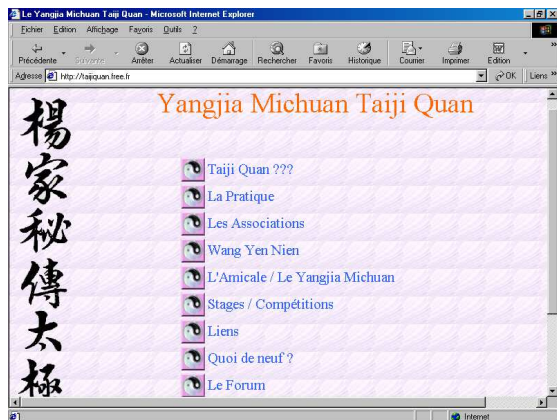 Le Yangjia Michuan Taiji Quan - Microsoft Internet Explorer
Fichier Edition Affichage Favoris Outils ?
Précédente Suivante Arrêter Actualiser Démarrage Rechercher Favoris Historique Courrier Imprimer Edition
Adresse http://taijiquan.free.fr OK Liens
Yangjia Michuan Taiji Quan
楊家秘傳太極
Taiji Quan ???
La Pratique
Les Associations
Wang Yen Nien
L'Amicale / Le Yangjia Michuan
Stages / Compétitions
Liens
Quoi de neuf ?
Le Forum
Internet